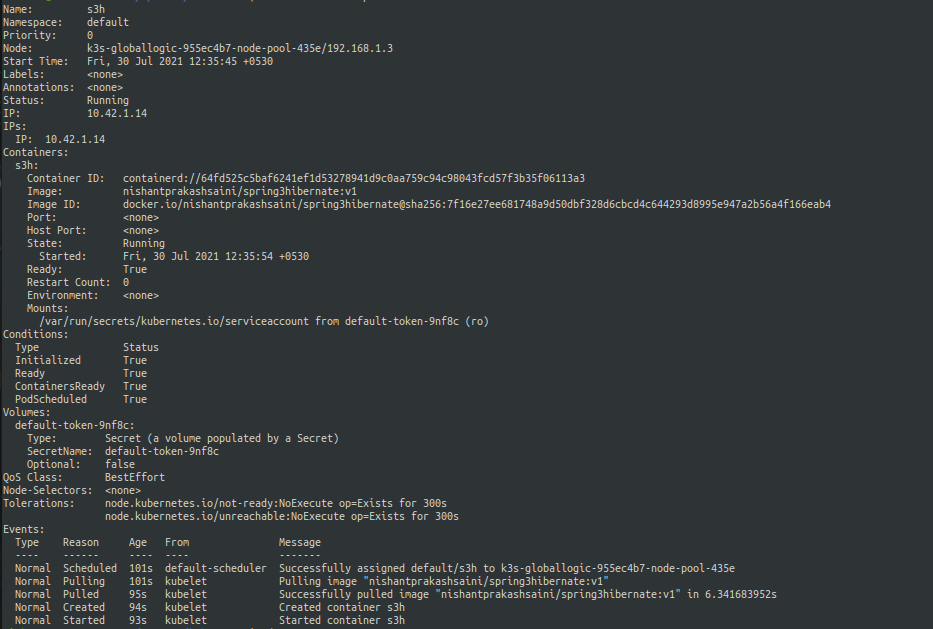 Name:         s3h
Namespace:    default
Priority:     0
Node:         k3s-globallogic-955ec4b7-node-pool-435e/192.168.1.3
Start Time:   Fri, 30 Jul 2021 12:35:45 +0530
Labels:       <none>
Annotations:  <none>
Status:       Running
IP:           10.42.1.14
IPs:
  IP:  10.42.1.14
Containers:
  s3h:
    Container ID:   containerd://64fd525c5baf6241ef1d53278941d9c0aa759c94c98043fcd57f3b35f06113a3
    Image:          nishantprakashsaini/spring3hibernate:v1
    Image ID:       docker.io/nishantprakashsaini/spring3hibernate@sha256:7f16e27ee681748a9d50dbf328d6cbcd4c644293d8995e947a2b56a4f166eab4
    Port:           <none>
    Host Port:      <none>
    State:          Running
      Started:      Fri, 30 Jul 2021 12:35:54 +0530
    Ready:          True
    Restart Count:  0
    Environment:    <none>
    Mounts:
      /var/run/secrets/kubernetes.io/serviceaccount from default-token-9nf8c (ro)
Conditions:
  Type              Status
  Initialized       True
  Ready             True
  ContainersReady   True
  PodScheduled      True
Volumes:
  default-token-9nf8c:
    Type:        Secret (a volume populated by a Secret)
    SecretName:  default-token-9nf8c
    Optional:    false
QoS Class:       BestEffort
Node-Selectors:  <none>
Tolerations:     node.kubernetes.io/not-ready:NoExecute op=Exists for 300s
                 node.kubernetes.io/unreachable:NoExecute op=Exists for 300s
Events:
  Type    Reason     Age   From               Message
  ----    ------     ----  ----               -------
  Normal  Scheduled  101s  default-scheduler  Successfully assigned default/s3h to k3s-globallogic-955ec4b7-node-pool-435e
  Normal  Pulling    101s  kubelet            Pulling image "nishantprakashsaini/spring3hibernate:v1"
  Normal  Pulled     95s   kubelet            Successfully pulled image "nishantprakashsaini/spring3hibernate:v1" in 6.341683952s
  Normal  Created    94s   kubelet            Created container s3h
  Normal  Started    93s   kubelet            Started container s3h